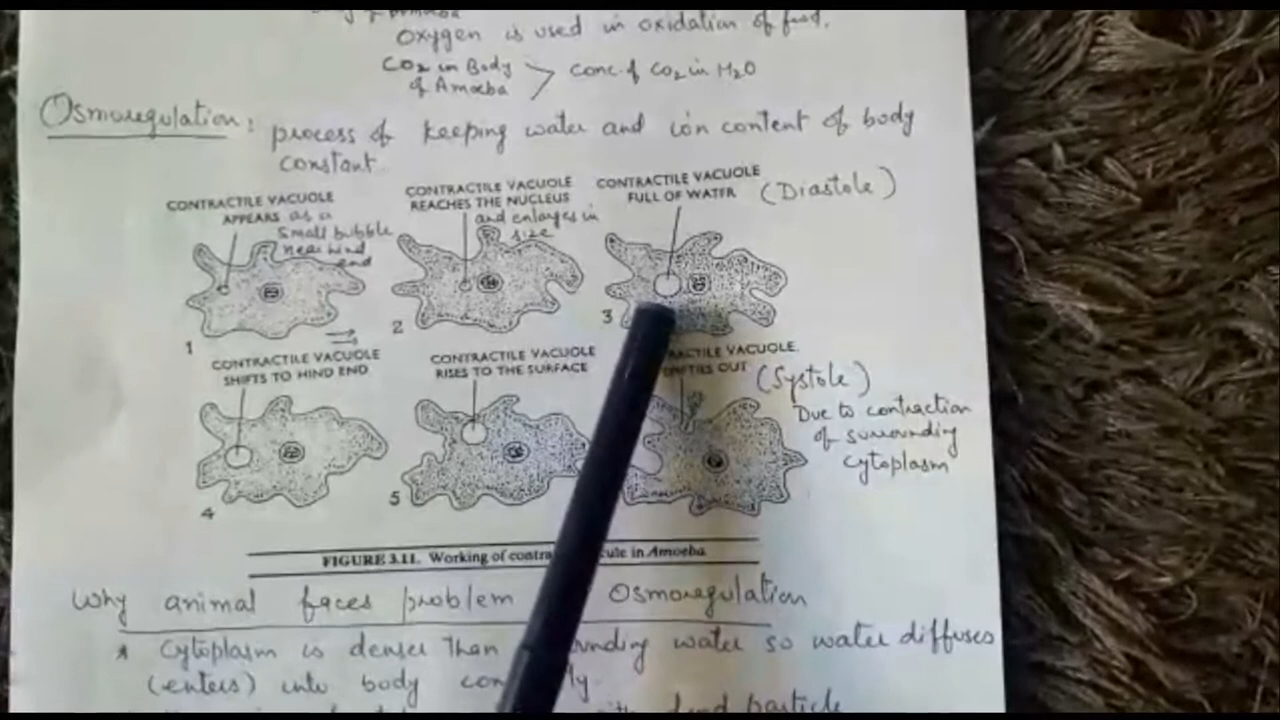 Amoeba
Oxygen is used in oxidation of food.
CO2 in Body of Amoeba > Conc. of CO2 in H2O
Osmoregulation: process of keeping water and ion content of body
constant.
CONTRACTILE VACUOLE
APPEARS as a
small bubble
near hind
end
CONTRACTILE VACUOLE
REACHES THE NUCLEUS
and enlarges in
size
CONTRACTILE VACUOLE
FULL OF WATER (Diastole)
1
2
3
CONTRACTILE VACUOLE
SHIFTS TO HIND END
CONTRACTILE VACUOLE
RISES TO THE SURFACE
VACUOLE
OUT (Systole)
Due to contraction
of surrounding
cytoplasm
4
5
FIGURE 3.11. Working of in Amoeba
Why animal faces problem Osmoregulation
* Cytoplasm is denser than water so water diffuses
(enters) into body
particle